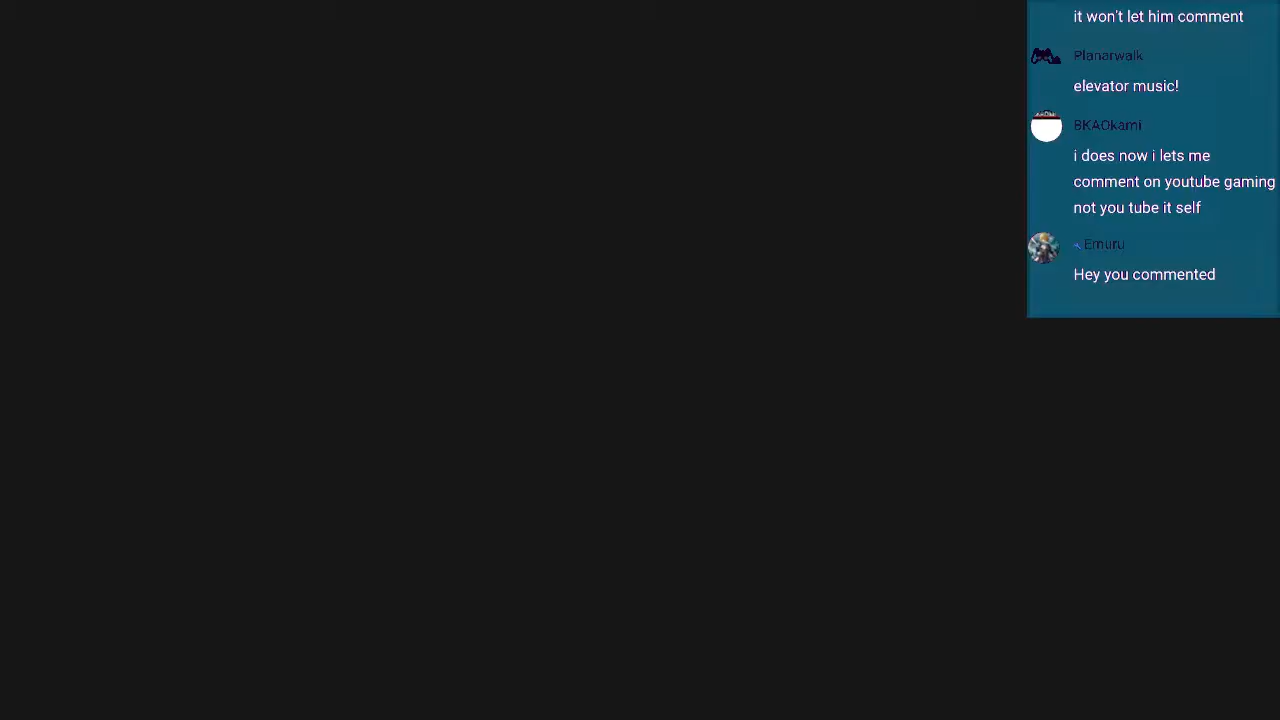 it won't let him comment
Planarwalk
elevator music!
8KAOkami
i does now i lets me
comment on youtube gaming
not you tube it self
Emuru
Hey you commented